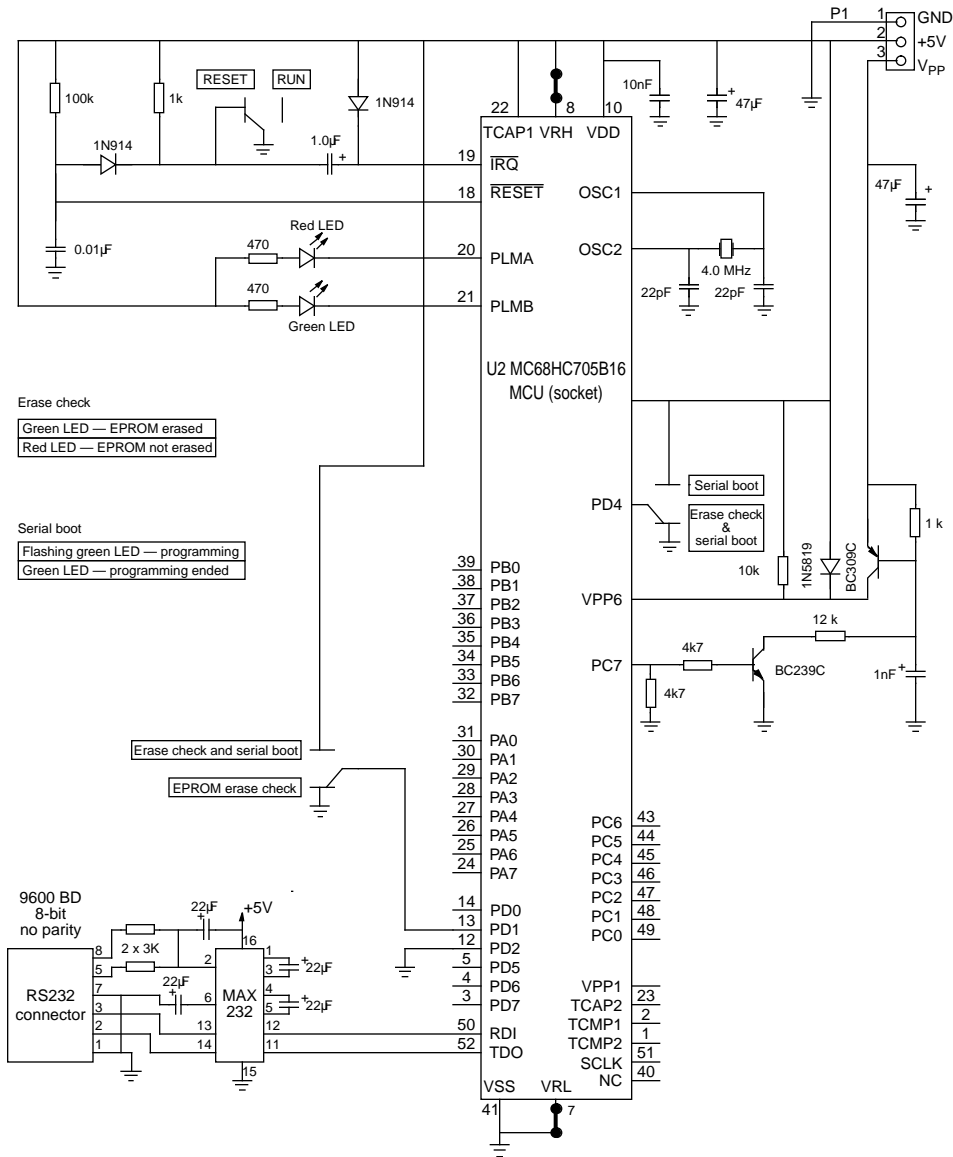 P1
1
GND
2
+5V
3
VPP
RESET
RUN
100k
1k
1N914
10nF
47µF
22
8
10
TCAP1
VRH
VDD
1N914
1.0µF
+
19
IRQ
OSC1
47µF
+
18
RESET
0.01µF
Red LED
470
20
PLMA
OSC2
4.0 MHz
22pF
22pF
470
21
PLMB
Green LED
U2 MC68HC705B16
MCU (socket)
Erase check
Green LED — EPROM erased
Red LED — EPROM not erased
Serial boot
PD4
Erase check
&
serial boot
1 k
Serial boot
Flashing green LED — programming
Green LED — programming ended
10k
1N5819
BC309C
VPP6
12 k
39
PB0
38
PB1
37
PB2
36
PB3
35
PB4
34
PB5
33
PB6
32
PB7
PC7
4k7
4k7
BC239C
1nF
+
Erase check and serial boot
EPROM erase check
31
PA0
30
PA1
29
PA2
28
PA3
27
PA4
26
PA5
25
PA6
24
PA7
PC6
43
PC5
44
PC4
45
PC3
46
PC2
47
PC1
48
PC0
49
14
PD0
13
PD1
12
PD2
5
PD5
4
PD6
3
PD7
50
RDI
52
TDO
VPP1
TCAP2
23
TCMP1
2
TCMP2
1
SCLK
51
NC
40
9600 BD
8-bit
no parity
22µF
+
+5V
16
8
2 x 3K
5
2
1
+
22µF
3
7
22µF
+
6
4
+
22µF
5
RS232
connector
MAX
232
3
13
12
2
14
11
1
15
VSS
VRL
41
7